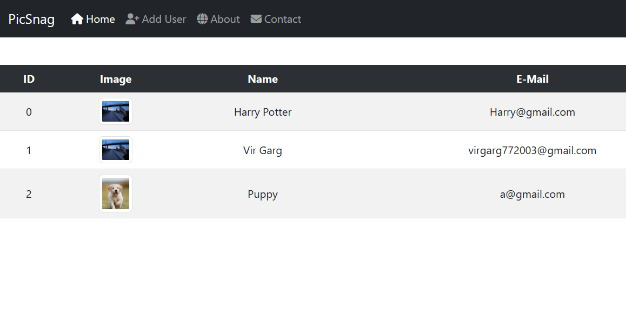 PicSnag Home Add User About Contact
ID Image Name E-Mail
0 Harry Potter Harry@gmail.com
1 Vir Garg virgarg772003@gmail.com
2 Puppy a@gmail.com